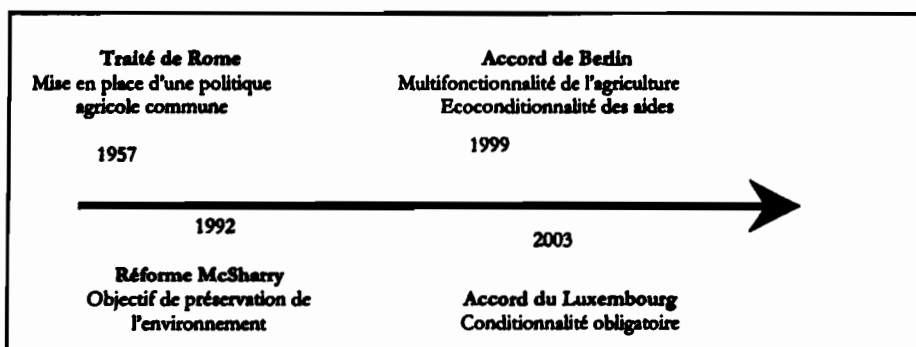 Traité de Rome
Mise en place d'une politique
agricole commune
1957
Accord de Berlin
Multifonctionnalité de l'agriculture
Ecoconditionnalité des aides
1999
1992
Réforme McSharry
Objectif de préservation de
l'environnement
2003
Accord du Luxembourg
Conditionnalité obligatoire